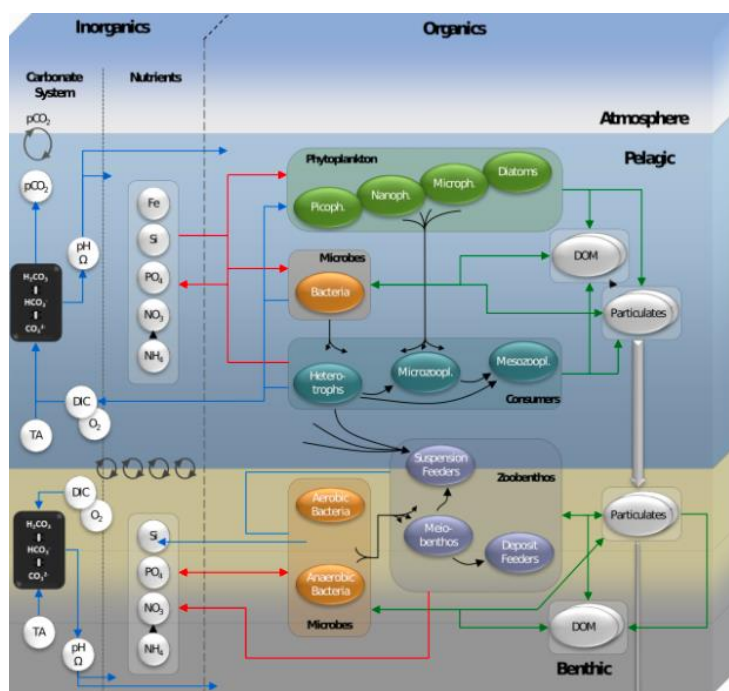 Inorganics
Organics
Carbonate
System
Nutrients
pCO₂
Atmosphere
Pelagic
Phytoplankton
Picoph.
Nanoph.
Microph.
Diatoms
pCO₂
Fe
Si
PO₄
NO₃
NH₄
pH
Ω
H₂CO₃
HCO₃⁻
CO₃²⁻
Microbes
Bacteria
DOM
Particulates
Hetero-
trophs
Microzoopl.
Mesozoopl.
Consumers
DIC
O₂
TA
Suspension
Feeders
Zoobenthos
DIC
O₂
H₂CO₃
HCO₃⁻
CO₃²⁻
Si
PO₄
NO₃
NH₄
Aerobic
Bacteria
Anaerobic
Bacteria
Microbes
Meio-
benthos
Deposit
Feeders
Particulates
DOM
TA
pH
Ω
Benthic